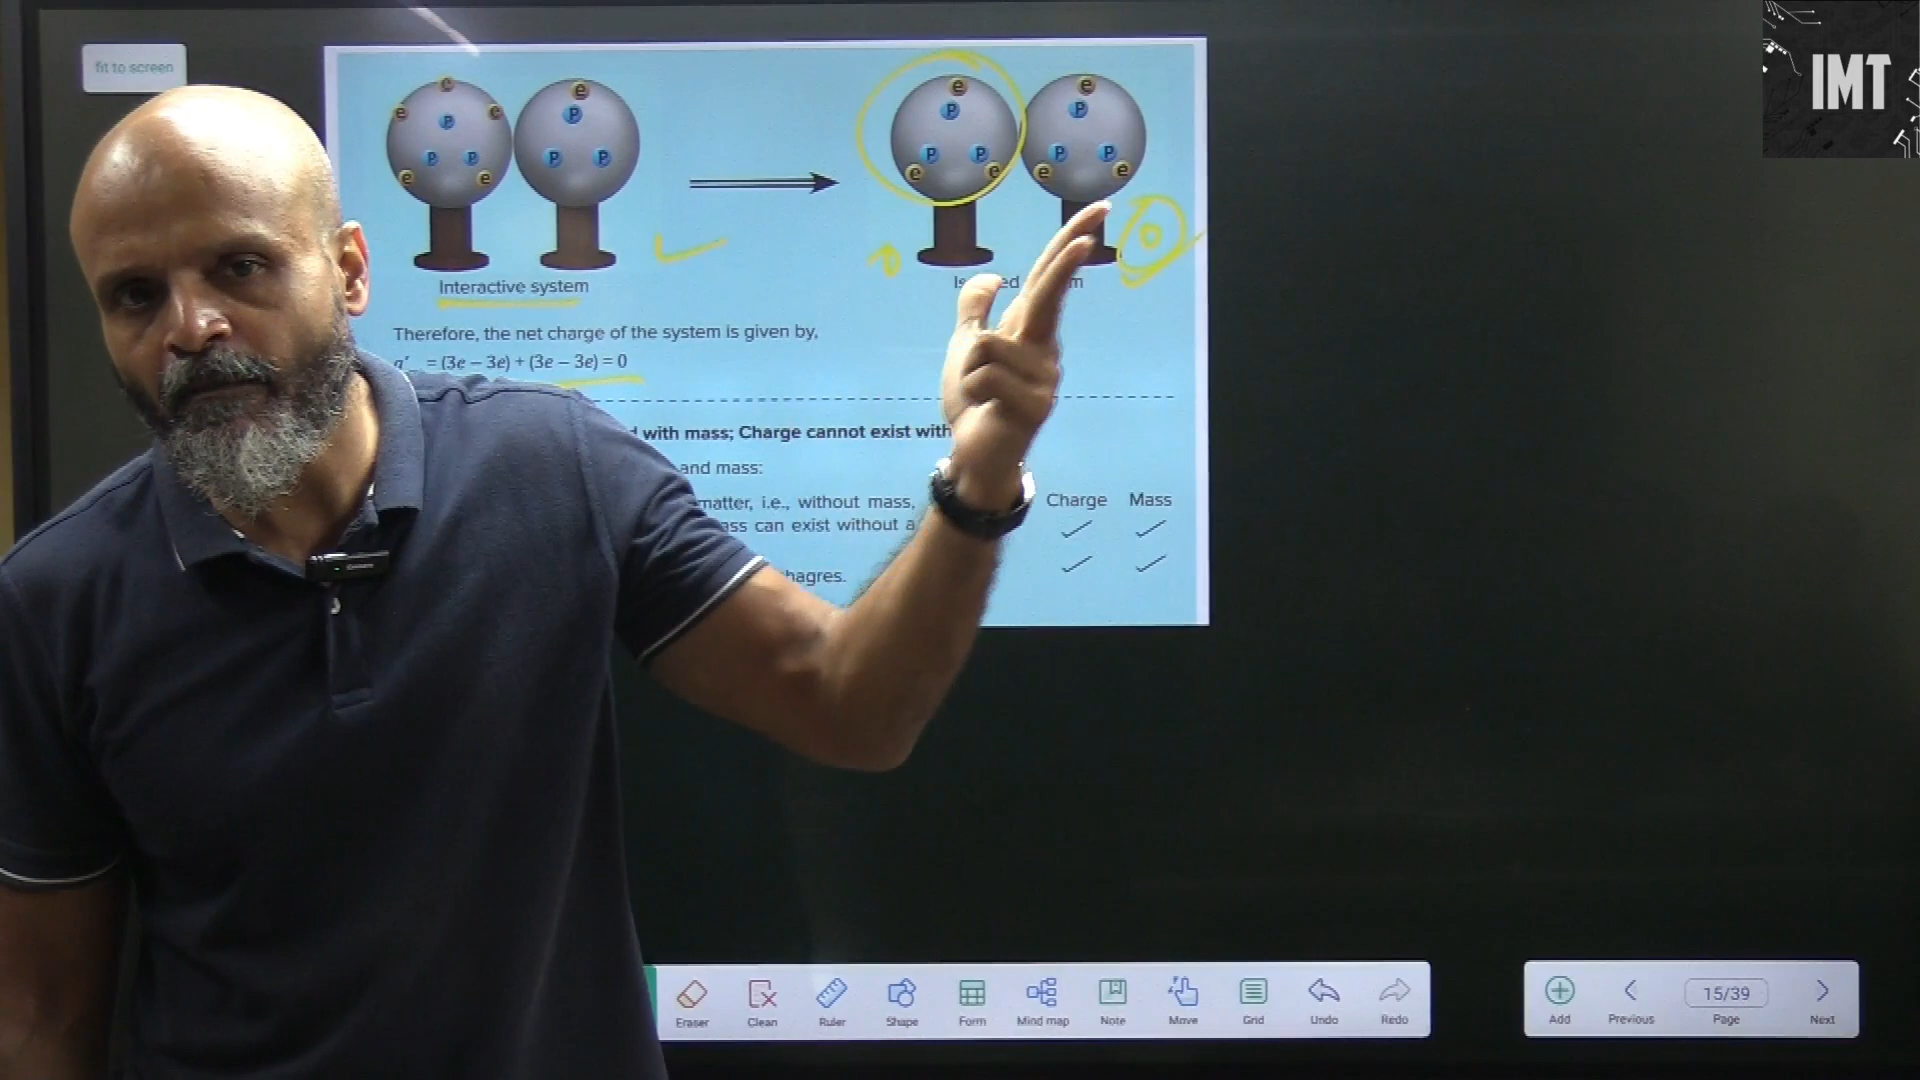 IMT
fit to screen
e e
e e e p p
p p
p p p p p p p p
e e e e e e
Interactive system
0
Therefore, the net charge of the system is given by,
= (3e − 3e) + (3e − 3e) = 0
with mass; Charge cannot exist with
and mass:
matter, i.e., without mass,
Charge Mass
ass can exist without a
hagres.
Eraser Clean Ruler Shape Form Mind map Note Move Grid Undo Redo
Add Previous 15/39 Page Next